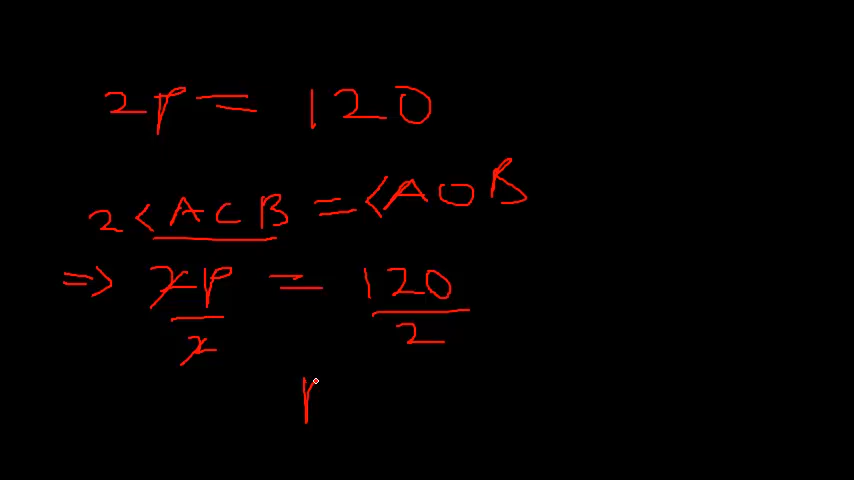 2P = 120
2 <ACB = <AOB
=> 2P/2 = 120/2
P